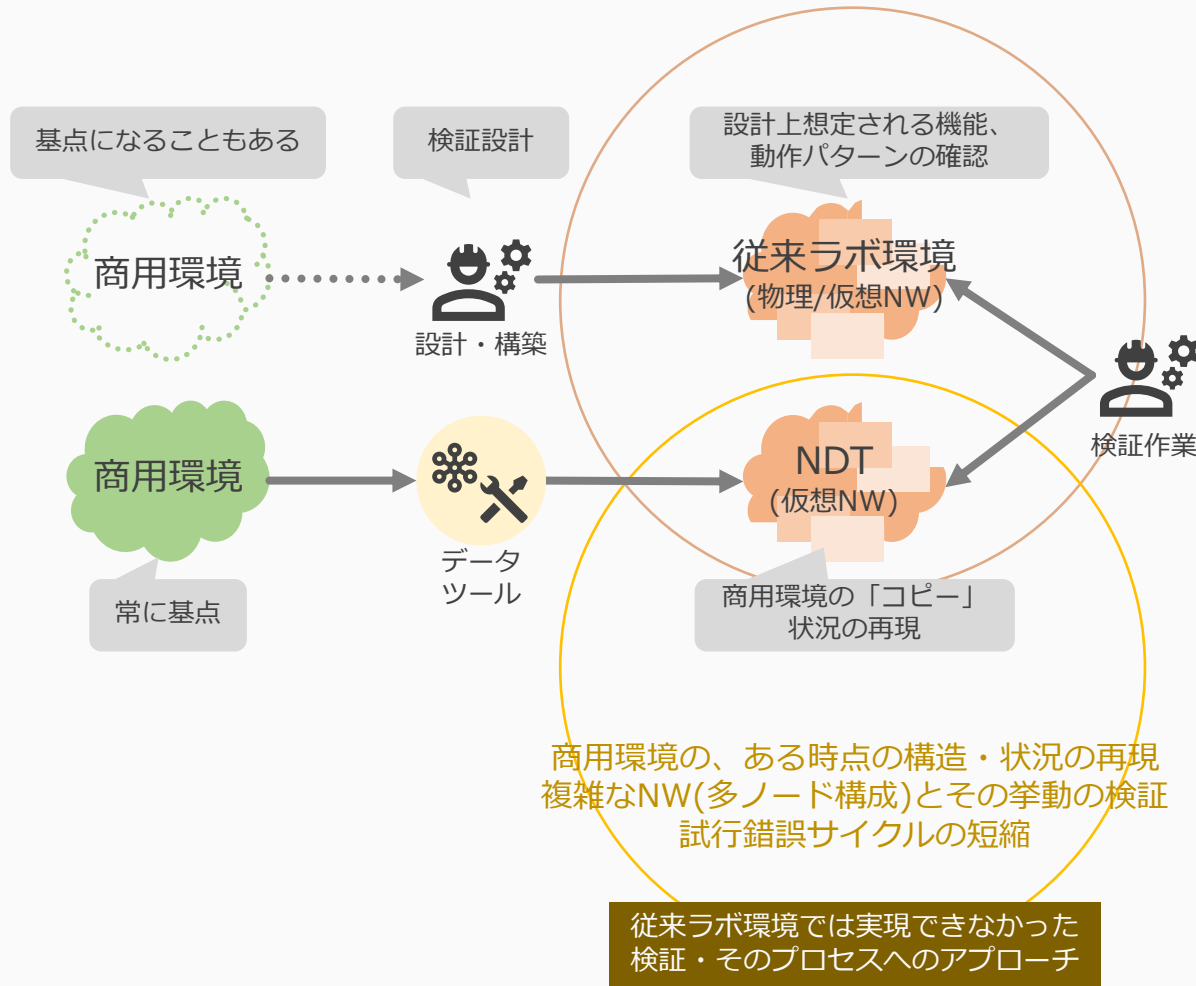 基点になることもある
検証設計
設計上想定される機能、
動作パターンの確認
商用環境
設計・構築
従来ラボ環境
(物理/仮想NW)
検証作業
商用環境
常に基点
データ
ツール
NDT
(仮想NW)
商用環境の「コピー」
状況の再現
商用環境の、ある時点の構造・状況の再現
複雑なNW(多ノード構成)とその挙動の検証
試行錯誤サイクルの短縮
従来ラボ環境では実現できなかった
検証・そのプロセスへのアプローチ